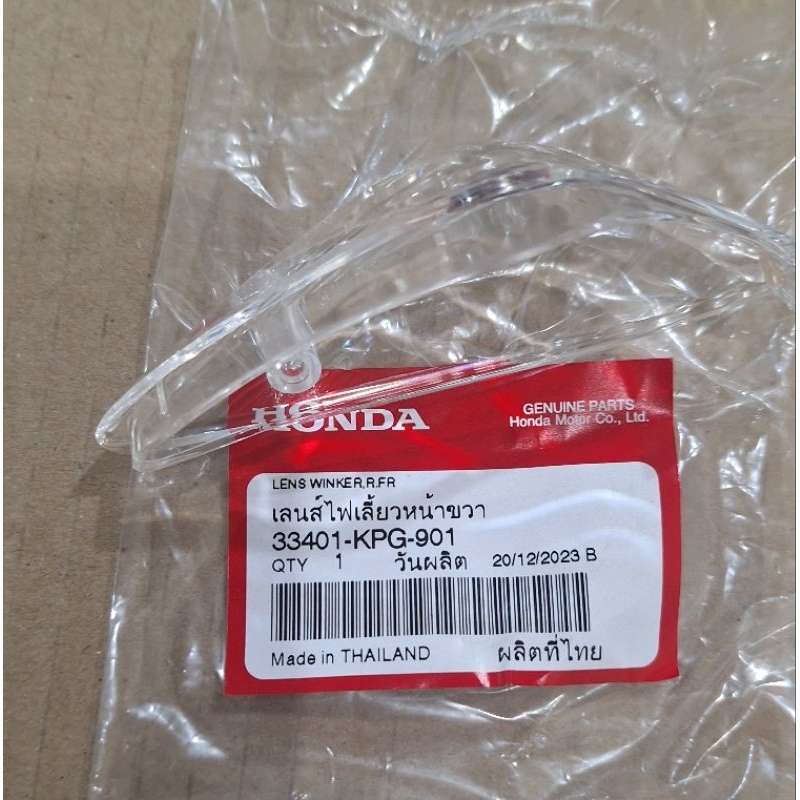 HONDA
GENUINE PARTS
Honda Motor Co., Ltd.
LENS WINKER,R.FR
เลนส์ไฟเลี้ยวหน้าขวา
33401-KPG-901
QTY 1 วันผลิต 20/12/2023 B
Made in THAILAND ผลิตที่ไทย